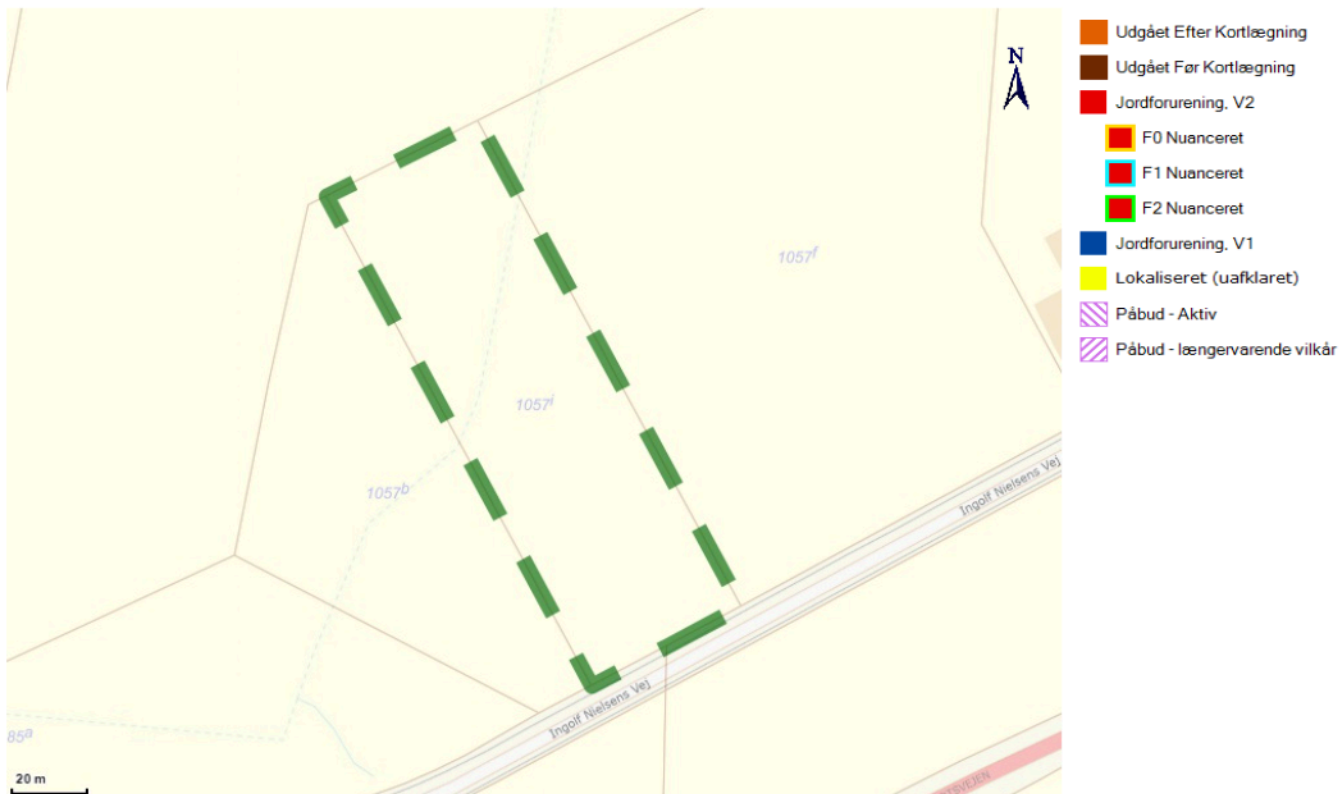 N
1057f
1057i
1057b
Ingolf Nielsens Vej
Ingolf Nielsens Vej
85a
20 m
Udgået Efter Kortlægning
Udgået Før Kortlægning
Jordforurening, V2
F0 Nuanceret
F1 Nuanceret
F2 Nuanceret
Jordforurening, V1
Lokaliseret (uafklaret)
Påbud - Aktiv
Påbud - længervarende vilkår